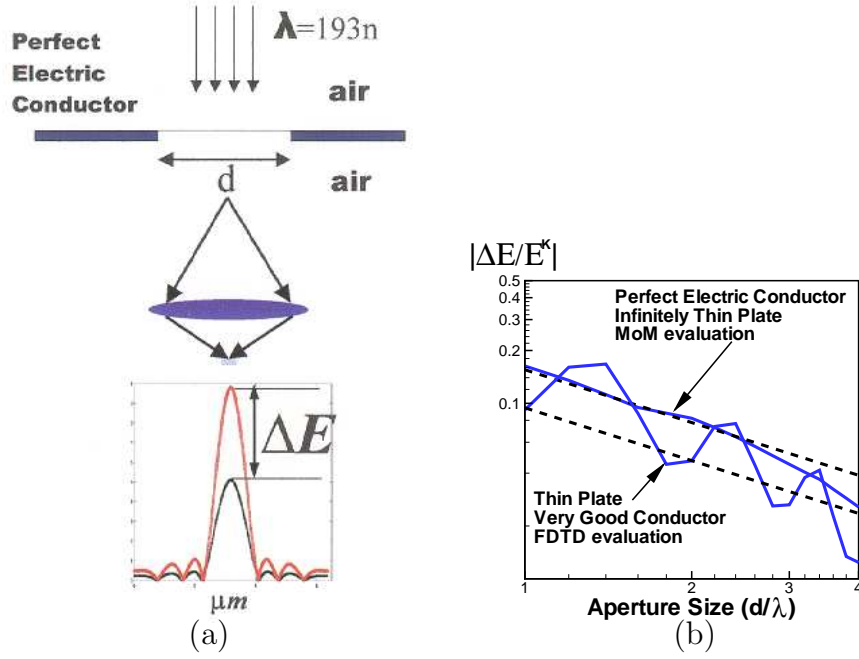 λ=193n
Perfect
Electric
Conductor
air
d
air
ΔE
μm
(a)
|ΔE/E^K|
0.5
0.4
0.3
0.2
0.1
Perfect Electric Conductor
Infinitely Thin Plate
MoM evaluation
Thin Plate
Very Good Conductor
FDTD evaluation
1
2
3
4
Aperture Size (d/λ)
(b)